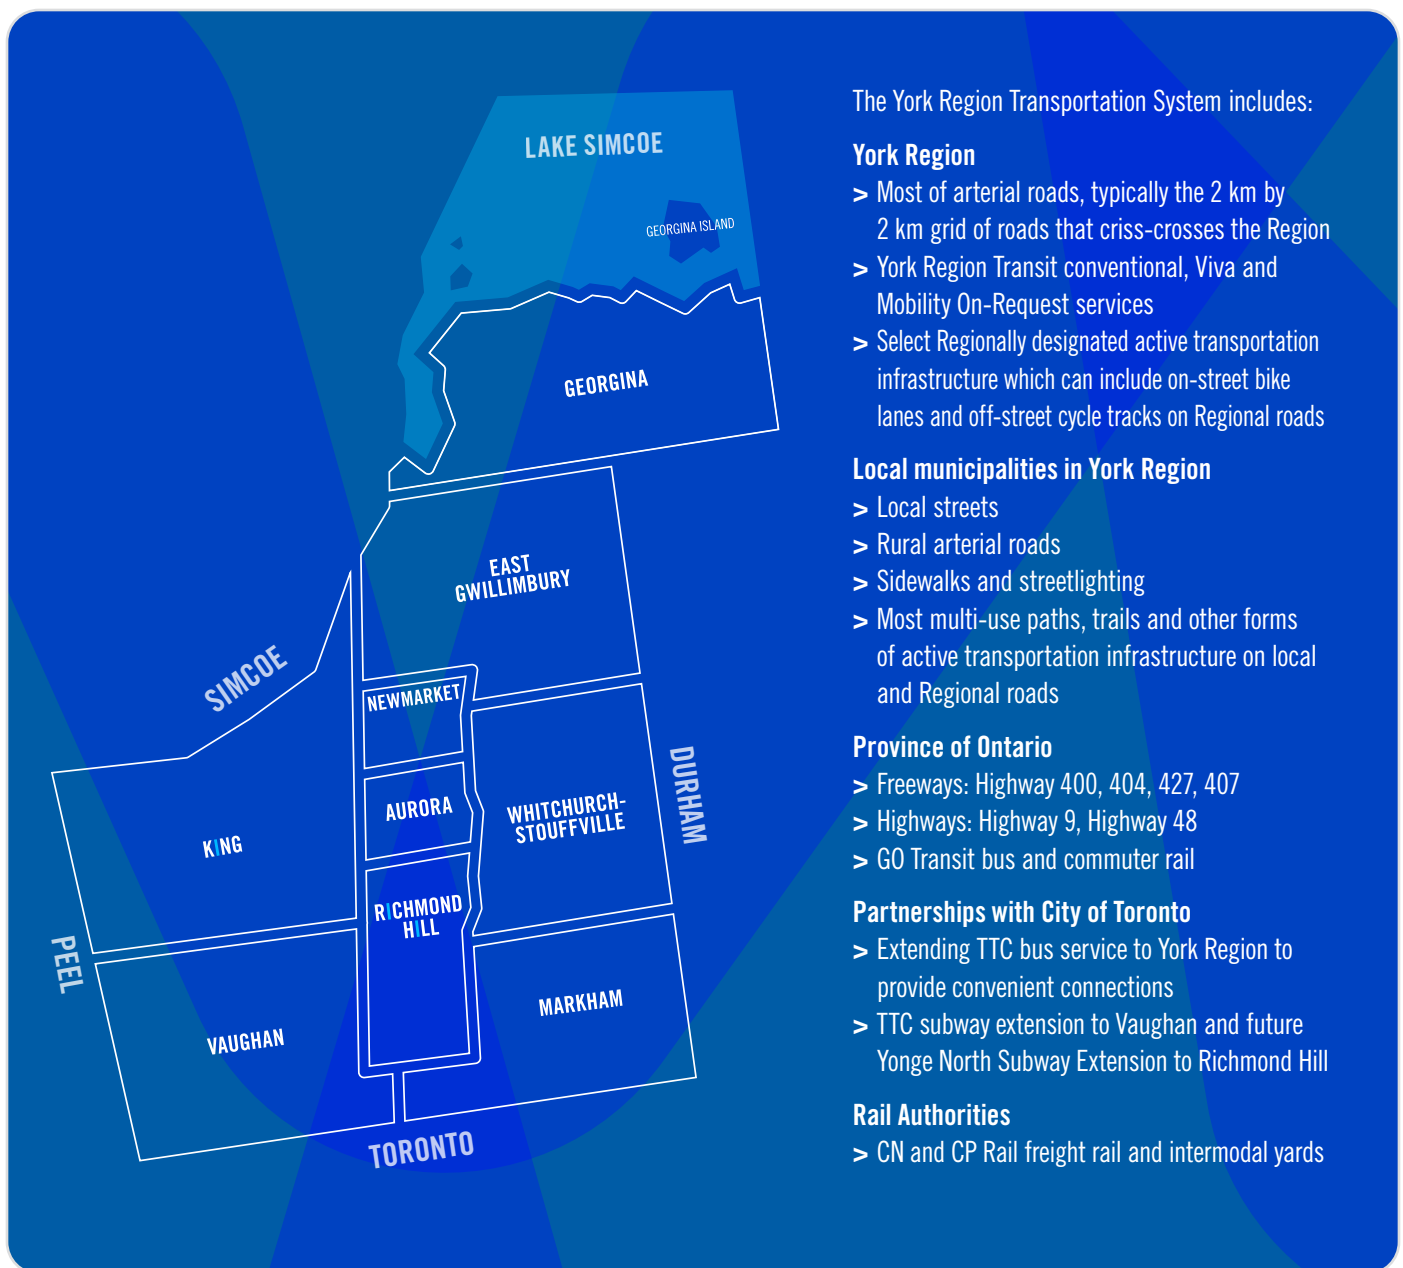 LAKE SIMCOE
GEORGINA ISLAND
GEORGINA
EAST
GWILLIMBURY
SIMCOE
NEWMARKET
DURHAM
AURORA
WHITCHURCH-
STOUFFVILLE
KING
RICHMOND
HILL
PEEL
MARKHAM
VAUGHAN
TORONTO
The York Region Transportation System includes:
York Region
> Most of arterial roads, typically the 2 km by
2 km grid of roads that criss-crosses the Region
> York Region Transit conventional, Viva and
Mobility On-Request services
> Select Regionally designated active transportation
infrastructure which can include on-street bike
lanes and off-street cycle tracks on Regional roads
Local municipalities in York Region
> Local streets
> Rural arterial roads
> Sidewalks and streetlighting
> Most multi-use paths, trails and other forms
of active transportation infrastructure on local
and Regional roads
Province of Ontario
> Freeways: Highway 400, 404, 427, 407
> Highways: Highway 9, Highway 48
> GO Transit bus and commuter rail
Partnerships with City of Toronto
> Extending TTC bus service to York Region to
provide convenient connections
> TTC subway extension to Vaughan and future
Yonge North Subway Extension to Richmond Hill
Rail Authorities
> CN and CP Rail freight rail and intermodal yards